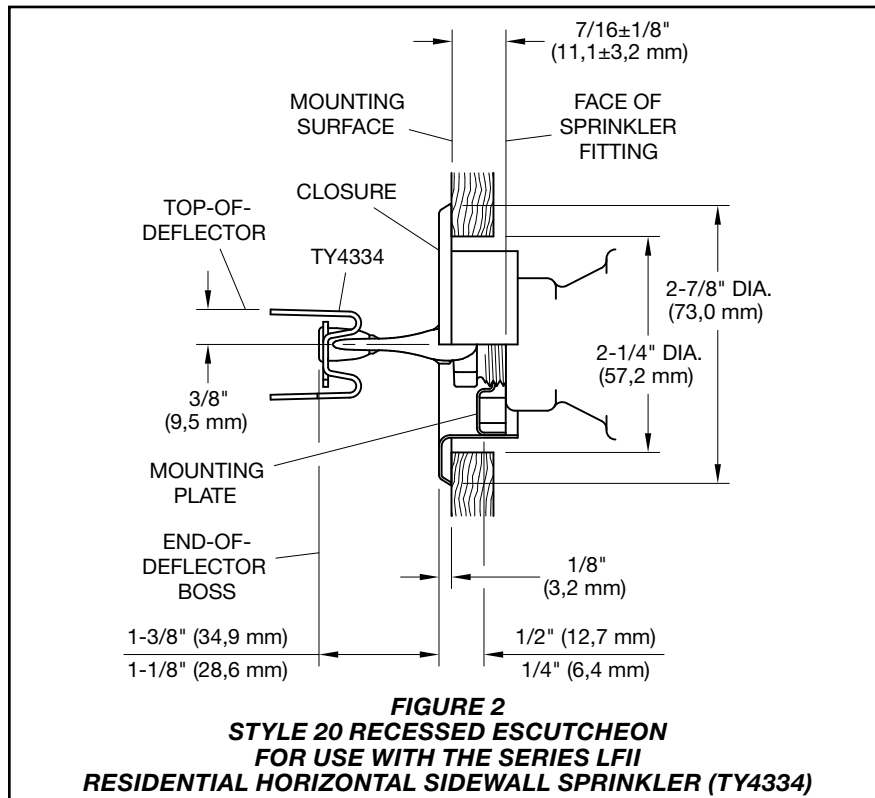 7/16±1/8"
(11,1±3,2 mm)
MOUNTING
SURFACE
FACE OF
SPRINKLER
FITTING
CLOSURE
TOP-OF-
DEFLECTOR
TY4334
2-7/8" DIA.
(73,0 mm)
2-1/4" DIA.
(57,2 mm)
3/8"
(9,5 mm)
MOUNTING
PLATE
END-OF-
DEFLECTOR
BOSS
1/8"
(3,2 mm)
1-3/8" (34,9 mm)
1-1/8" (28,6 mm)
1/2" (12,7 mm)
1/4" (6,4 mm)
FIGURE 2
STYLE 20 RECESSED ESCUTCHEON
FOR USE WITH THE SERIES LFII
RESIDENTIAL HORIZONTAL SIDEWALL SPRINKLER (TY4334)